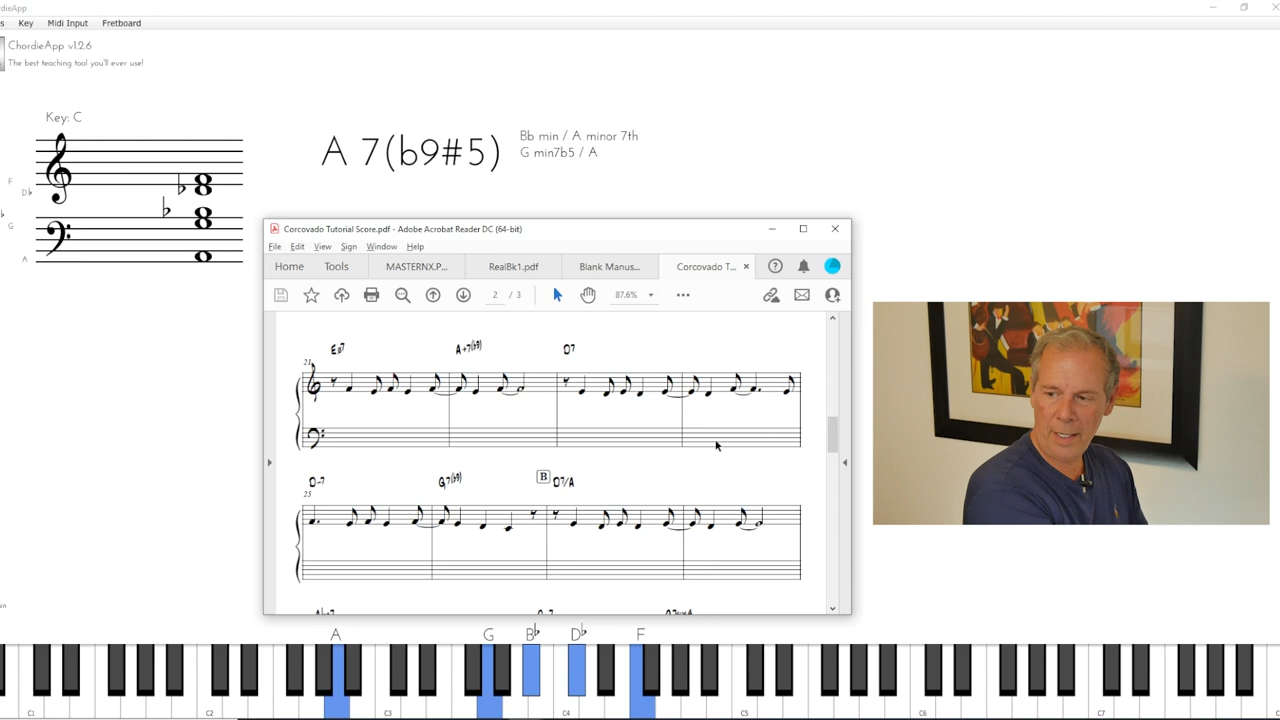 dieApp
s Key Midi Input Fretboard
ChordieApp v1.2.6
The best teaching tool you'll ever use!
Key: C
A 7(b9#5)
Bb min / A minor 7th
G min7b5 / A
F
D♭
♭
G
A
Corcovado Tutorial Score.pdf - Adobe Acrobat Reader DC (64-bit)
File Edit View Sign Window Help
Home Tools MASTERNX.P... RealBk1.pdf Blank Manus... Corcovado T...
2 / 3 87.6%
A+7(b9) D7
21
D-7 G7(b9) B D7/A
25
in
A G B♭ D♭ F
C1 C2 C3 C4 C5 C6 C7